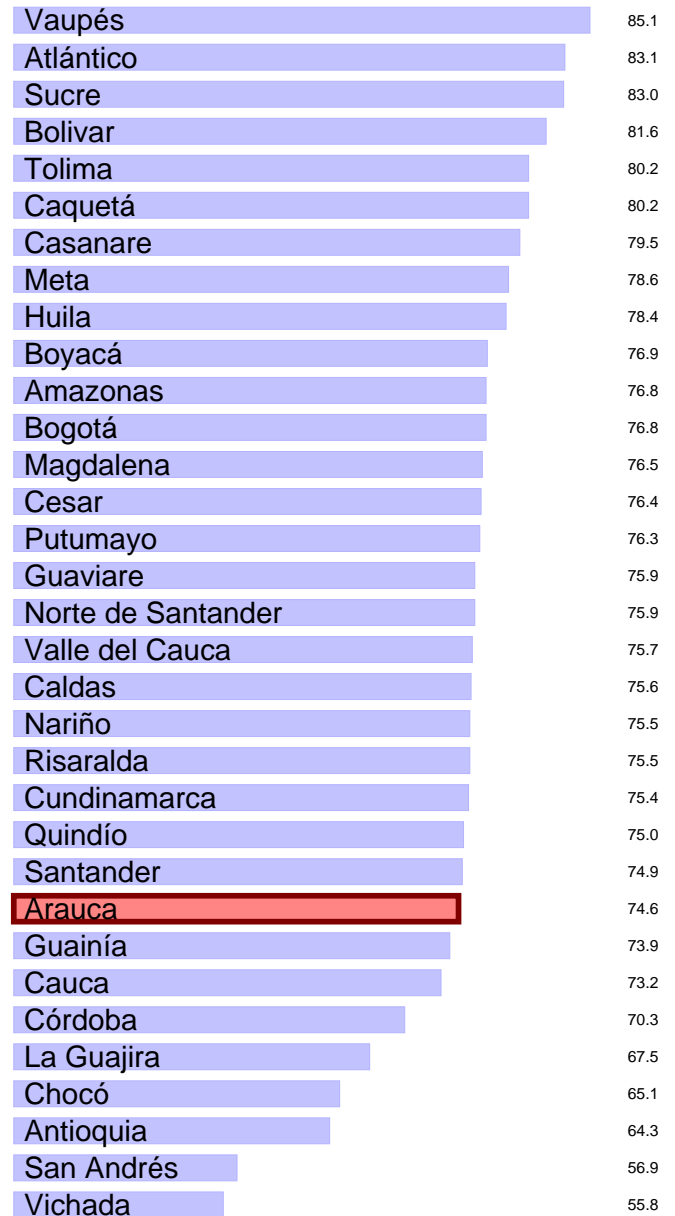 Vaupés 85.1
Atlántico 83.1
Sucre 83.0
Bolivar 81.6
Tolima 80.2
Caquetá 80.2
Casanare 79.5
Meta 78.6
Huila 78.4
Boyacá 76.9
Amazonas 76.8
Bogotá 76.8
Magdalena 76.5
Cesar 76.4
Putumayo 76.3
Guaviare 75.9
Norte de Santander 75.9
Valle del Cauca 75.7
Caldas 75.6
Nariño 75.5
Risaralda 75.5
Cundinamarca 75.4
Quindío 75.0
Santander 74.9
Arauca 74.6
Guainía 73.9
Cauca 73.2
Córdoba 70.3
La Guajira 67.5
Chocó 65.1
Antioquia 64.3
San Andrés 56.9
Vichada 55.8